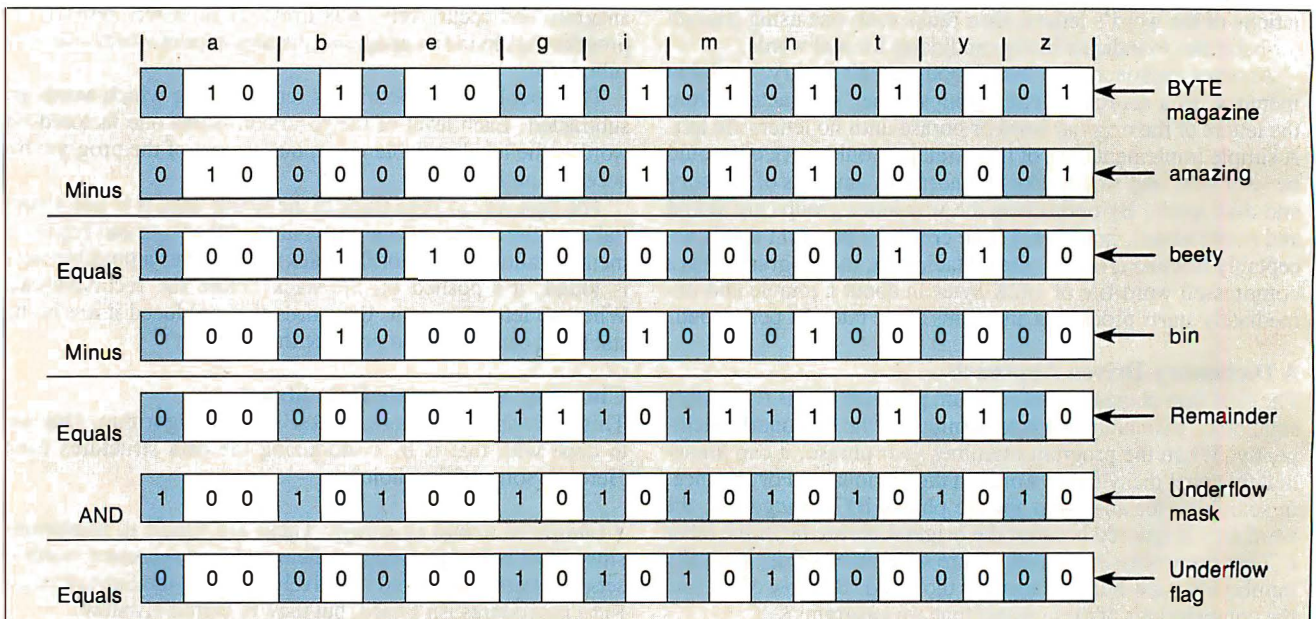 a b e g i m n t y z
0 1 0 0 1 0 1 0 0 1 0 1 0 1 0 1 0 1 0 1 0 1 BYTE
magazine
Minus 0 1 0 0 0 0 0 0 0 1 0 1 0 1 0 1 0 0 0 0 0 1 amazing
Equals 0 0 0 0 1 0 1 0 0 0 0 0 0 0 0 0 0 1 0 1 0 0 beety
Minus 0 0 0 0 1 0 0 0 0 0 0 1 0 0 0 1 0 0 0 0 0 0 bin
Equals 0 0 0 0 0 0 0 1 1 1 1 0 1 1 1 1 0 1 0 1 0 0 Remainder
AND 1 0 0 1 0 1 0 0 1 0 1 0 1 0 1 0 1 0 1 0 1 0 Underflow
mask
Equals 0 0 0 0 0 0 0 0 1 0 1 0 1 0 1 0 0 0 0 0 0 0 Underflow
flag